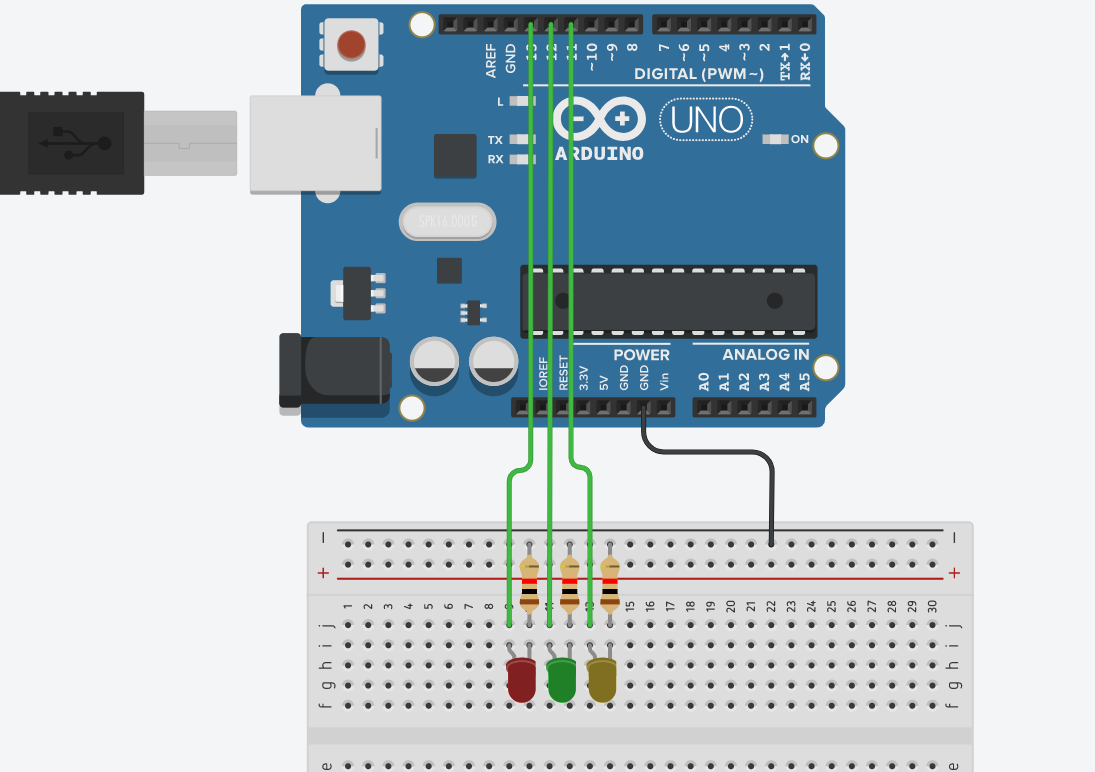 AREF
GND
13
12
11
~10
~9
8
7
~6
~5
4
~3
2
TX→1
RX←0
DIGITAL (PWM~)
L
TX
RX
UNO
ON
ARDUINO
SPK16.000G
POWER
ANALOG IN
IOREF
RESET
3.3V
5V
GND
GND
Vin
A0
A1
A2
A3
A4
A5
− −
+ +
1 2 3 4 5 6 7 8 9 11 13 15 16 17 18 19 20 21 22 23 24 25 26 27 28 29 30
j j
i i
h h
g g
f f
e e